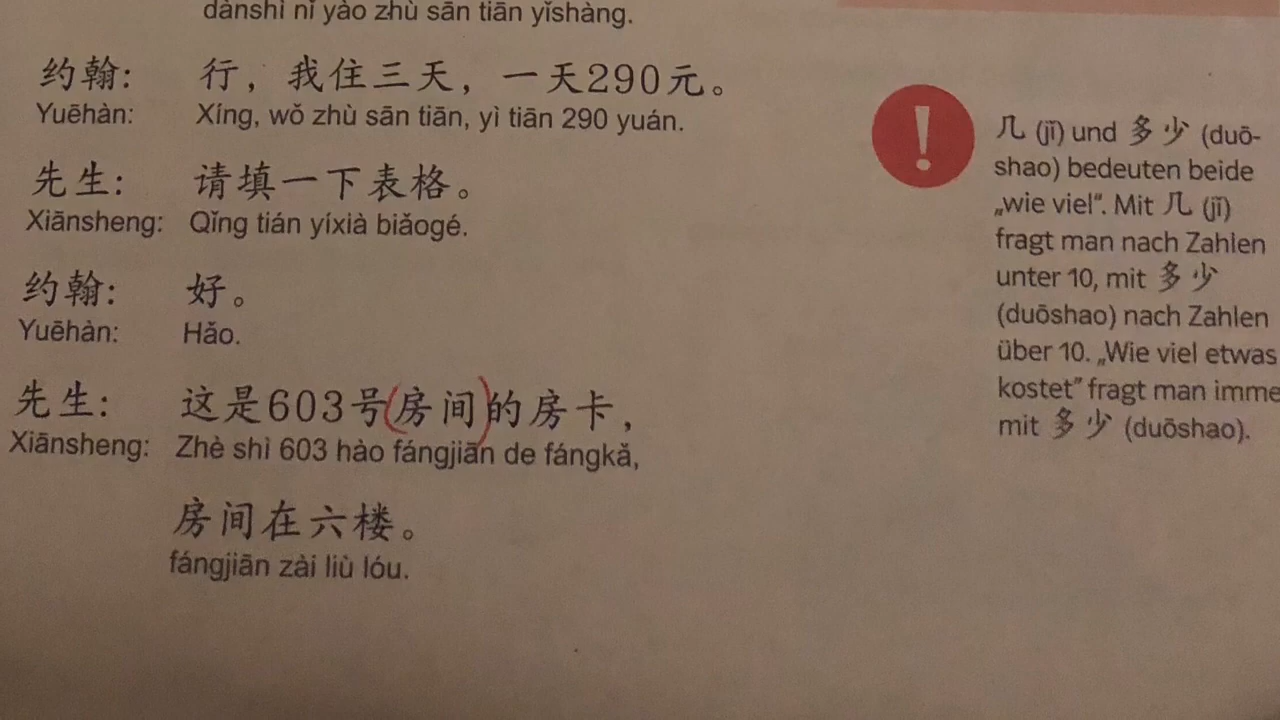 dànshì nǐ yào zhù sān tiān yǐshàng.
约翰: 行，我住三天，一天290元。
Yuēhàn: Xíng, wǒ zhù sān tiān, yì tiān 290 yuán.
先生: 请填一下表格。
Xiānsheng: Qǐng tián yíxià biǎogé.
约翰: 好。
Yuēhàn: Hǎo.
先生: 这是603号(房间)的房卡，
Xiānsheng: Zhè shì 603 hào fángjiān de fángkǎ,
房间在六楼。
fángjiān zài liù lóu.
!
几 (jǐ) und 多少 (duō-
shao) bedeuten beide
„wie viel“. Mit 几 (jǐ)
fragt man nach Zahlen
unter 10, mit 多少
(duōshao) nach Zahlen
über 10. „Wie viel etwas
kostet” fragt man imme
mit 多少 (duōshao).